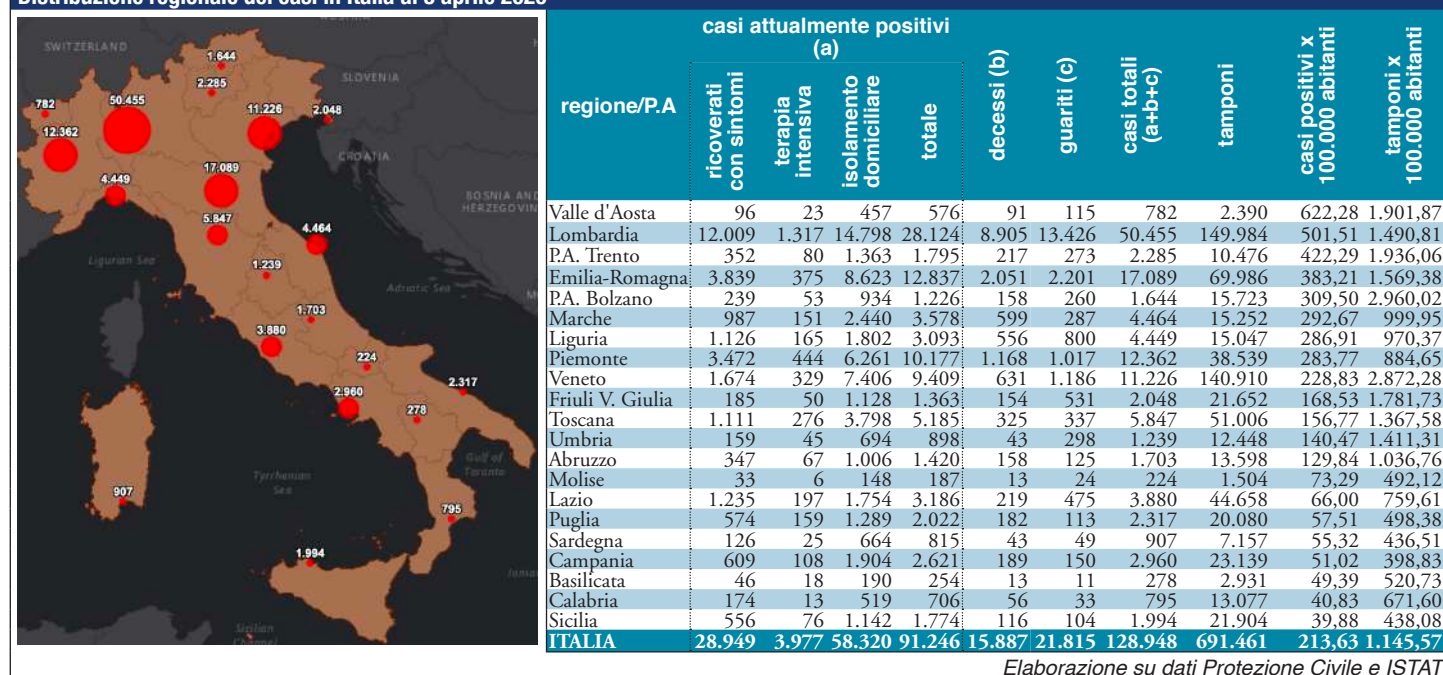 SWITZERLAND
SLOVENIA
CROATIA
BOSNIA AND
HERZEGOVIN
Ligurian Sea
Adriatic Sea
Tyrrhenian
Sea
Gulf of
Taranto
Sicilian
Channel
1.644
2.285
782
50.455
11.226
2.048
12.362
17.089
4.449
5.847
4.464
1.239
1.703
3.880
224
2.317
2.960
278
907
795
1.994
casi attualmente positivi
(a)
regione/P.A
ricoverati
con sintomi
terapia
intensiva
isolamento
domiciliare
totale
decessi (b)
guariti (c)
casi totali
(a+b+c)
tamponi
casi positivi x
100.000 abitanti
tamponi x
100.000 abitanti
Valle d'Aosta 96 23 457 576 91 115 782 2.390 622,28 1.901,87
Lombardia 12.009 1.317 14.798 28.124 8.905 13.426 50.455 149.984 501,51 1.490,81
P.A. Trento 352 80 1.363 1.795 217 273 2.285 10.476 422,29 1.936,06
Emilia-Romagna 3.839 375 8.623 12.837 2.051 2.201 17.089 69.986 383,21 1.569,38
P.A. Bolzano 239 53 934 1.226 158 260 1.644 15.723 309,50 2.960,02
Marche 987 151 2.440 3.578 599 287 4.464 15.252 292,67 999,95
Liguria 1.126 165 1.802 3.093 556 800 4.449 15.047 286,91 970,37
Piemonte 3.472 444 6.261 10.177 1.168 1.017 12.362 38.539 283,77 884,65
Veneto 1.674 329 7.406 9.409 631 1.186 11.226 140.910 228,83 2.872,28
Friuli V. Giulia 185 50 1.128 1.363 154 531 2.048 21.652 168,53 1.781,73
Toscana 1.111 276 3.798 5.185 325 337 5.847 51.006 156,77 1.367,58
Umbria 159 45 694 898 43 298 1.239 12.448 140,47 1.411,31
Abruzzo 347 67 1.006 1.420 158 125 1.703 13.598 129,84 1.036,76
Molise 33 6 148 187 13 24 224 1.504 73,29 492,12
Lazio 1.235 197 1.754 3.186 219 475 3.880 44.658 66,00 759,61
Puglia 574 159 1.289 2.022 182 113 2.317 20.080 57,51 498,38
Sardegna 126 25 664 815 43 49 907 7.157 55,32 436,51
Campania 609 108 1.904 2.621 189 150 2.960 23.139 51,02 398,83
Basilicata 46 18 190 254 13 11 278 2.931 49,39 520,73
Calabria 174 13 519 706 56 33 795 13.077 40,83 671,60
Sicilia 556 76 1.142 1.774 116 104 1.994 21.904 39,88 438,08
ITALIA 28.949 3.977 58.320 91.246 15.887 21.815 128.948 691.461 213,63 1.145,57
Elaborazione su dati Protezione Civile e ISTAT